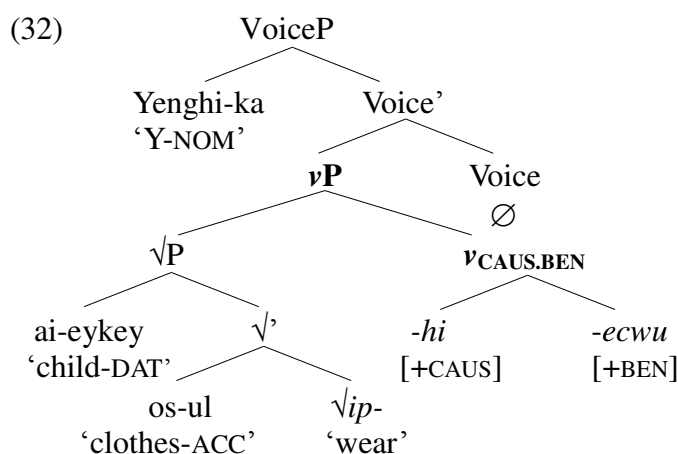 (32) VoiceP
Yenghi-ka Voice’
‘Y-NOM’
vP Voice
∅
√P vCAUS.BEN
ai-eykey √’ -hi -ecwu
‘child-DAT’ [+CAUS] [+BEN]
os-ul √ip-
‘clothes-ACC’ ‘wear’